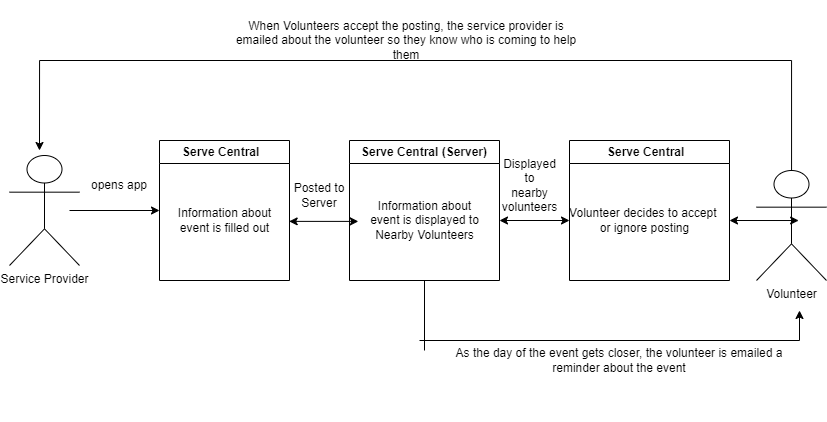 When Volunteers accept the posting, the service provider is
emailed about the volunteer so they know who is coming to help
them
Serve Central
Serve Central (Server)
Serve Central
opens app
Information about
event is filled out
Posted to
Server
Information about
event is displayed to
Nearby Volunteers
Displayed
to
nearby
volunteers
Volunteer decides to accept
or ignore posting
Service Provider
Volunteer
As the day of the event gets closer, the volunteer is emailed a
reminder about the event